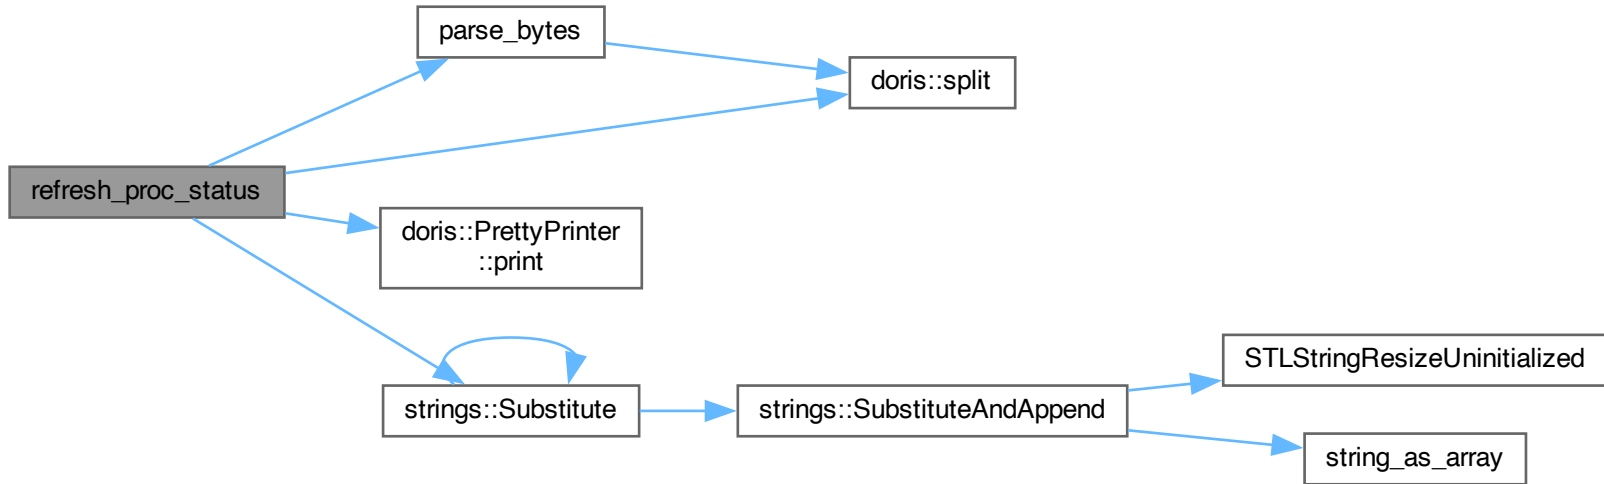 parse_bytes
doris::split
refresh_proc_status
doris::PrettyPrinter
::print
STLStringResizeUninitialized
strings::Substitute
strings::SubstituteAndAppend
string_as_array